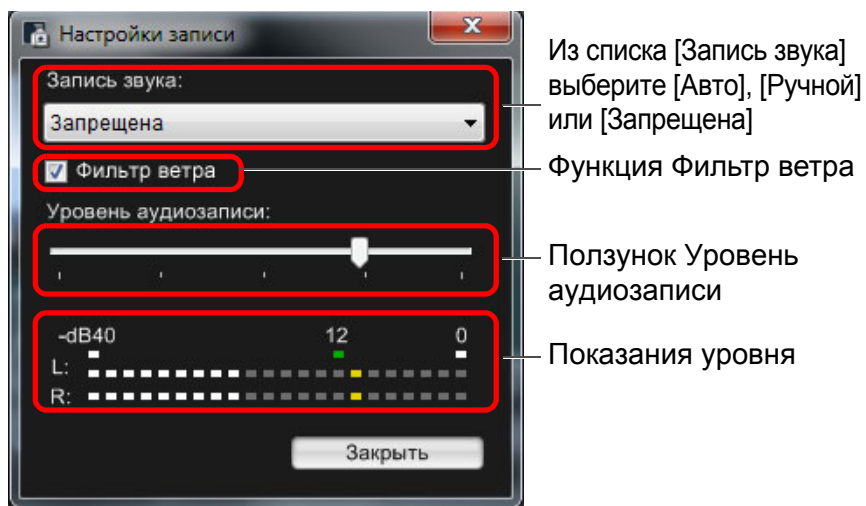 Настройки записи
Запись звука:
Запрещена
Фильтр ветра
Уровень аудиозаписи:
-dB40 12 0
L:
R:
Закрыть
Из списка [Запись звука]
выберите [Авто], [Ручной]
или [Запрещена]
Функция Фильтр ветра
Ползунок Уровень
аудиозаписи
Показания уровня